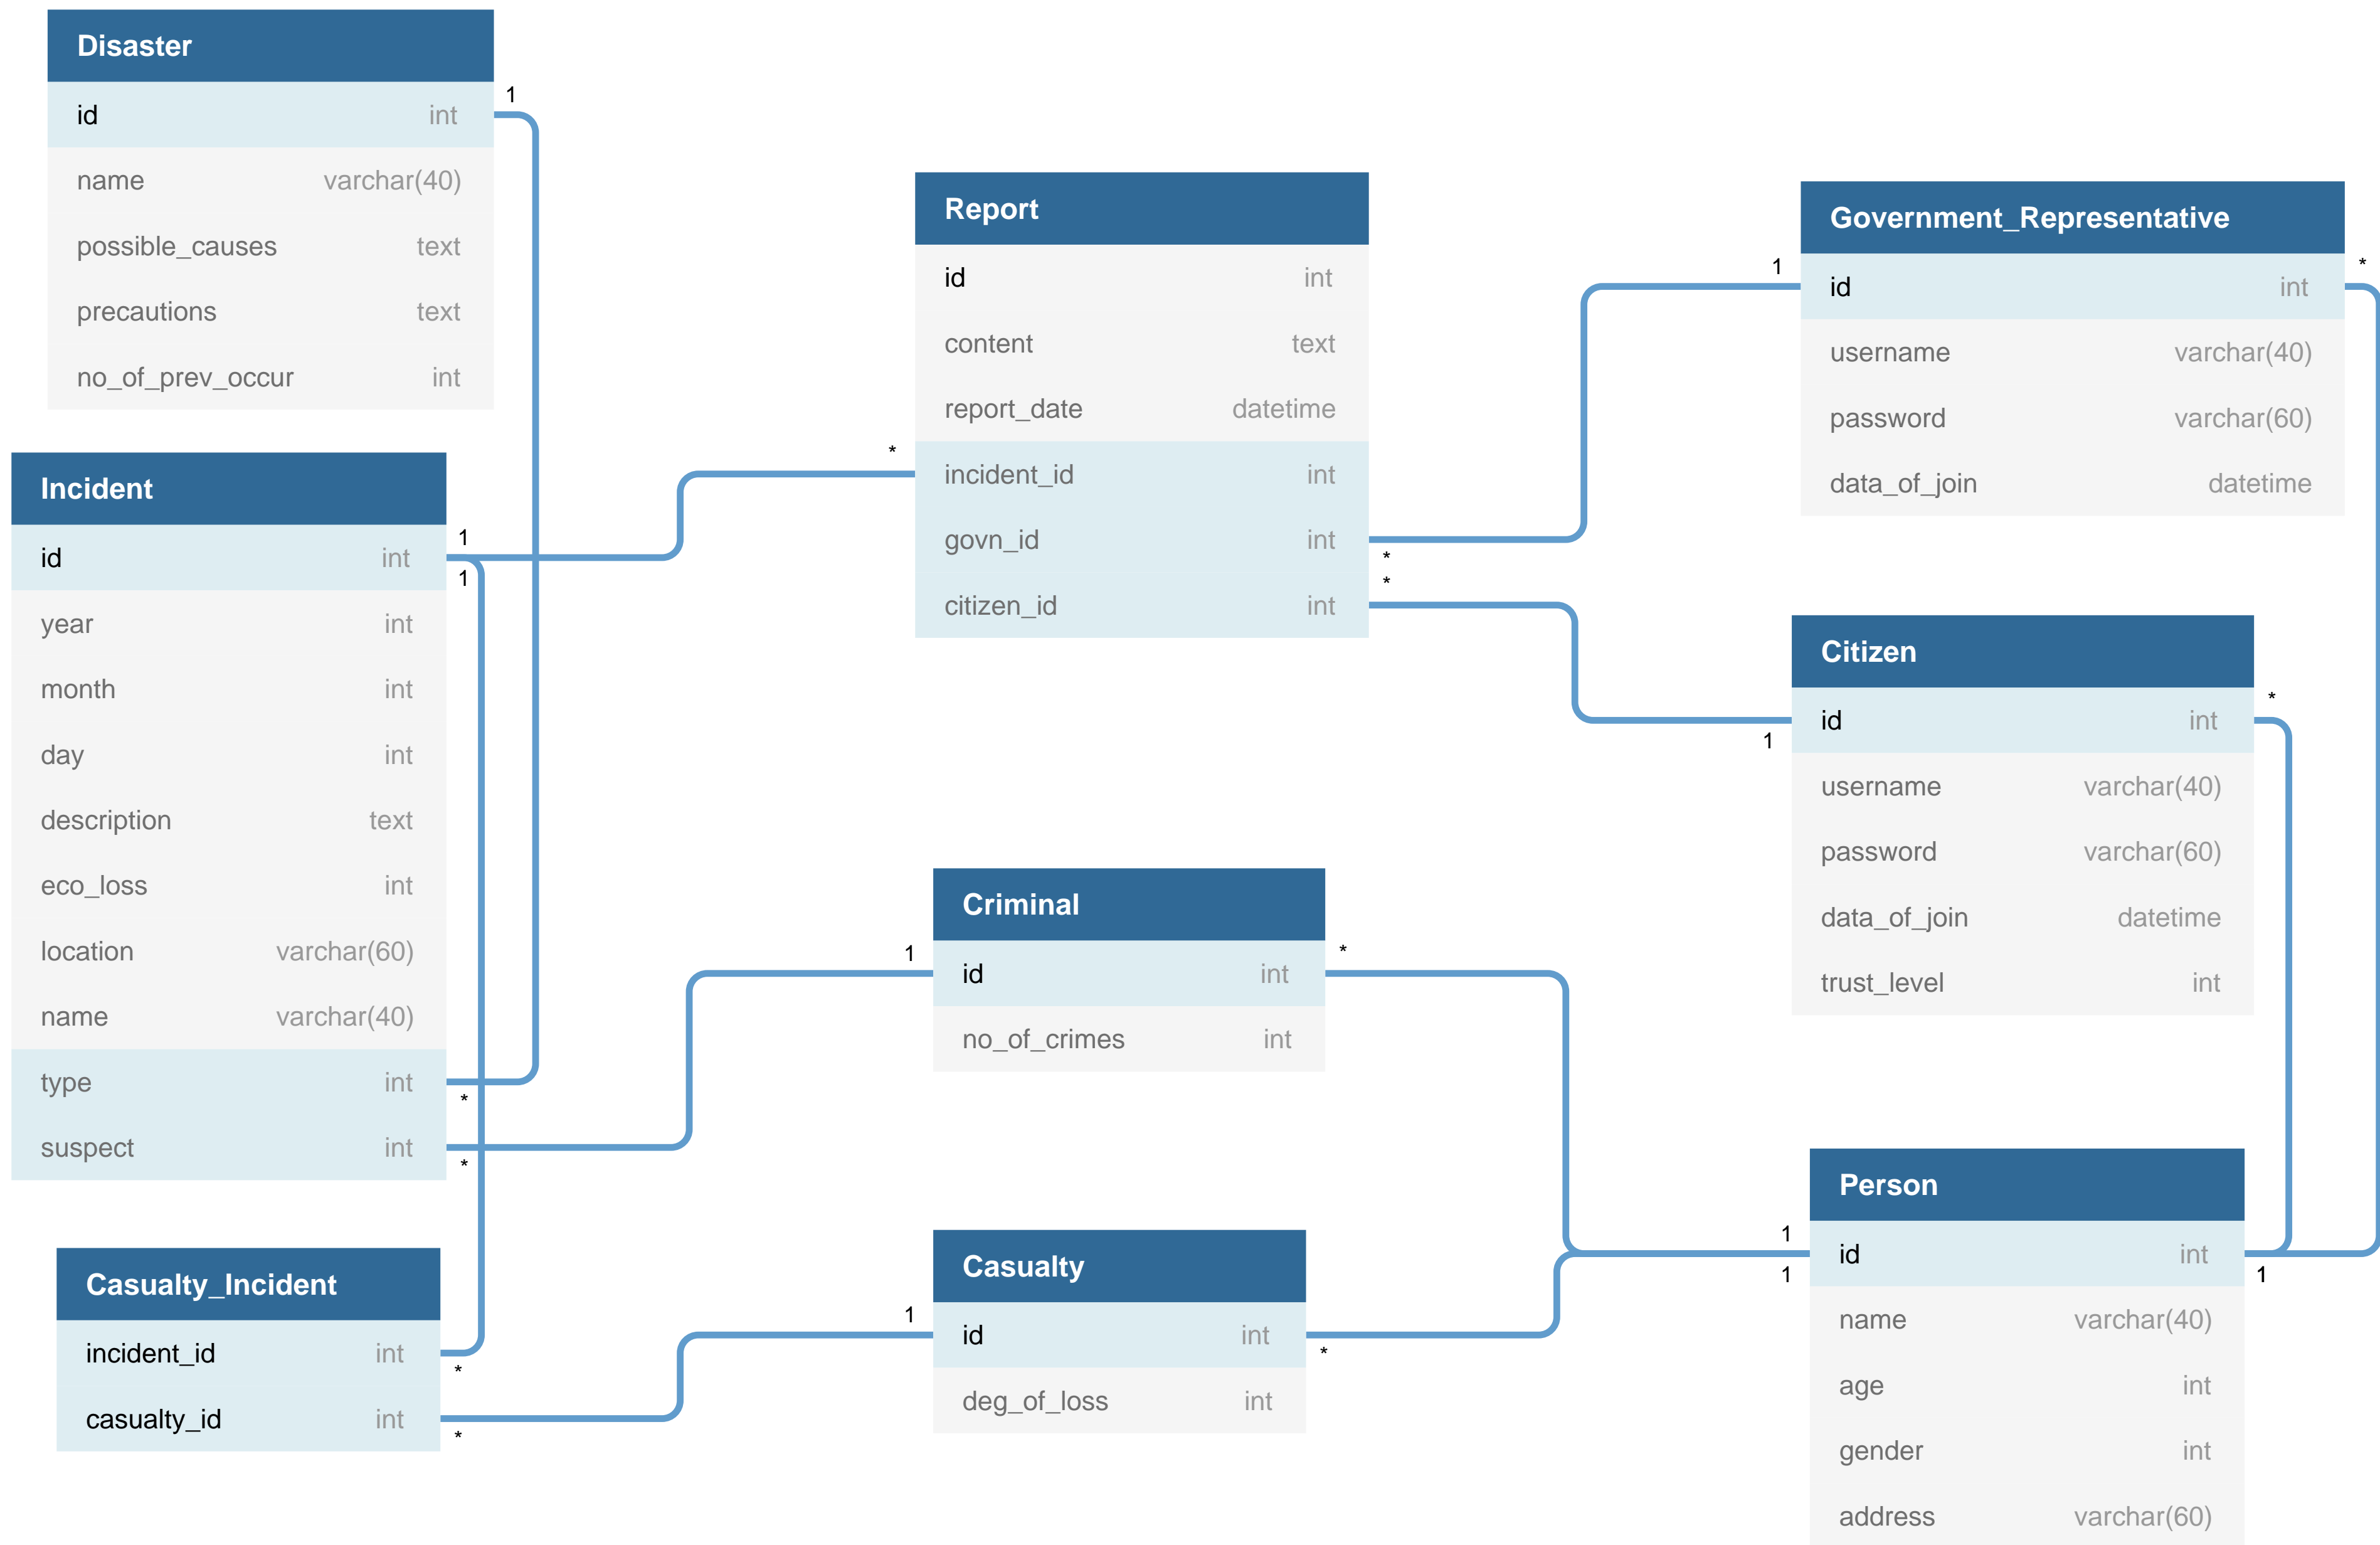 Disaster
id int
name varchar(40)
possible_causes text
precautions text
no_of_prev_occur int
1
Incident
id int
year int
month int
day int
description text
eco_loss int
location varchar(60)
name varchar(40)
type int
suspect int
1
1
*
*
Casualty_Incident
incident_id int
casualty_id int
*
*
Report
id int
content text
report_date datetime
incident_id int
govn_id int
citizen_id int
*
*
*
Criminal
id int
no_of_crimes int
1
*
Casualty
id int
deg_of_loss int
1
*
Government_Representative
id int
username varchar(40)
password varchar(60)
data_of_join datetime
1
*
Citizen
id int
username varchar(40)
password varchar(60)
data_of_join datetime
trust_level int
1
*
Person
id int
name varchar(40)
age int
gender int
address varchar(60)
1
1
1